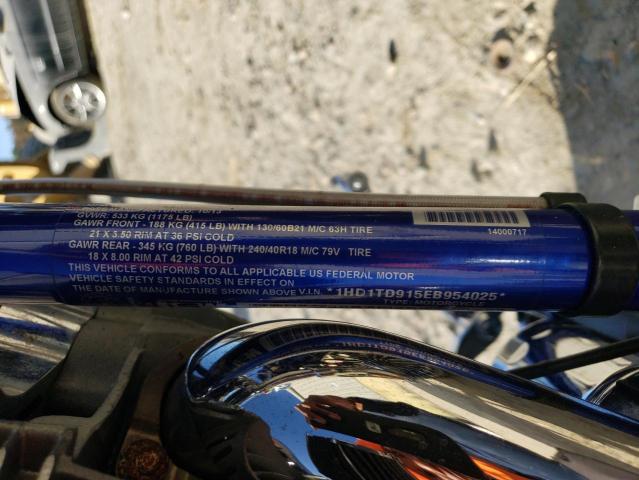 GVWR: 533 KG (1175 LB)
GAWR FRONT - 188 KG (415 LB) WITH 130/60B21 M/C 63H TIRE
21 X 3.50 RIM AT 36 PSI COLD
GAWR REAR - 345 KG (760 LB) WITH 240/40R18 M/C 79V TIRE
18 X 8.00 RIM AT 42 PSI COLD
THIS VEHICLE CONFORMS TO ALL APPLICABLE US FEDERAL MOTOR
VEHICLE SAFETY STANDARDS IN EFFECT ON
THE DATE OF MANUFACTURE SHOWN ABOVE V.I.N. *1HD1TD915EB954025*
TYPE: MOTORCYCLE
14000717